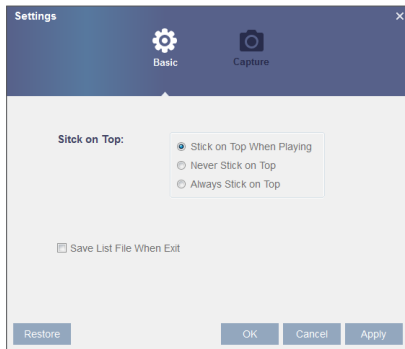 Settings
Basic
Capture
Sitck on Top:
Stick on Top When Playing
Never Stick on Top
Always Stick on Top
Save List File When Exit
Restore
OK
Cancel
Apply